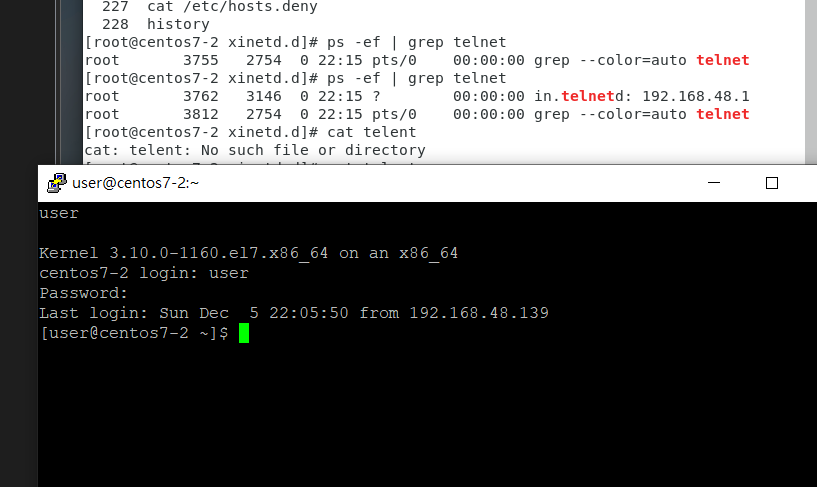 227  cat /etc/hosts.deny
228  history
[root@centos7-2 xinetd.d]# ps -ef | grep telnet
root       3755   2754  0 22:15 pts/0    00:00:00 grep --color=auto telnet
[root@centos7-2 xinetd.d]# ps -ef | grep telnet
root       3762   3146  0 22:15 ?        00:00:00 in.telnetd: 192.168.48.1
root       3812   2754  0 22:15 pts/0    00:00:00 grep --color=auto telnet
[root@centos7-2 xinetd.d]# cat telent
cat: telent: No such file or directory
user@centos7-2:~
user
Kernel 3.10.0-1160.el7.x86_64 on an x86_64
centos7-2 login: user
Password:
Last login: Sun Dec  5 22:05:50 from 192.168.48.139
[user@centos7-2 ~]$